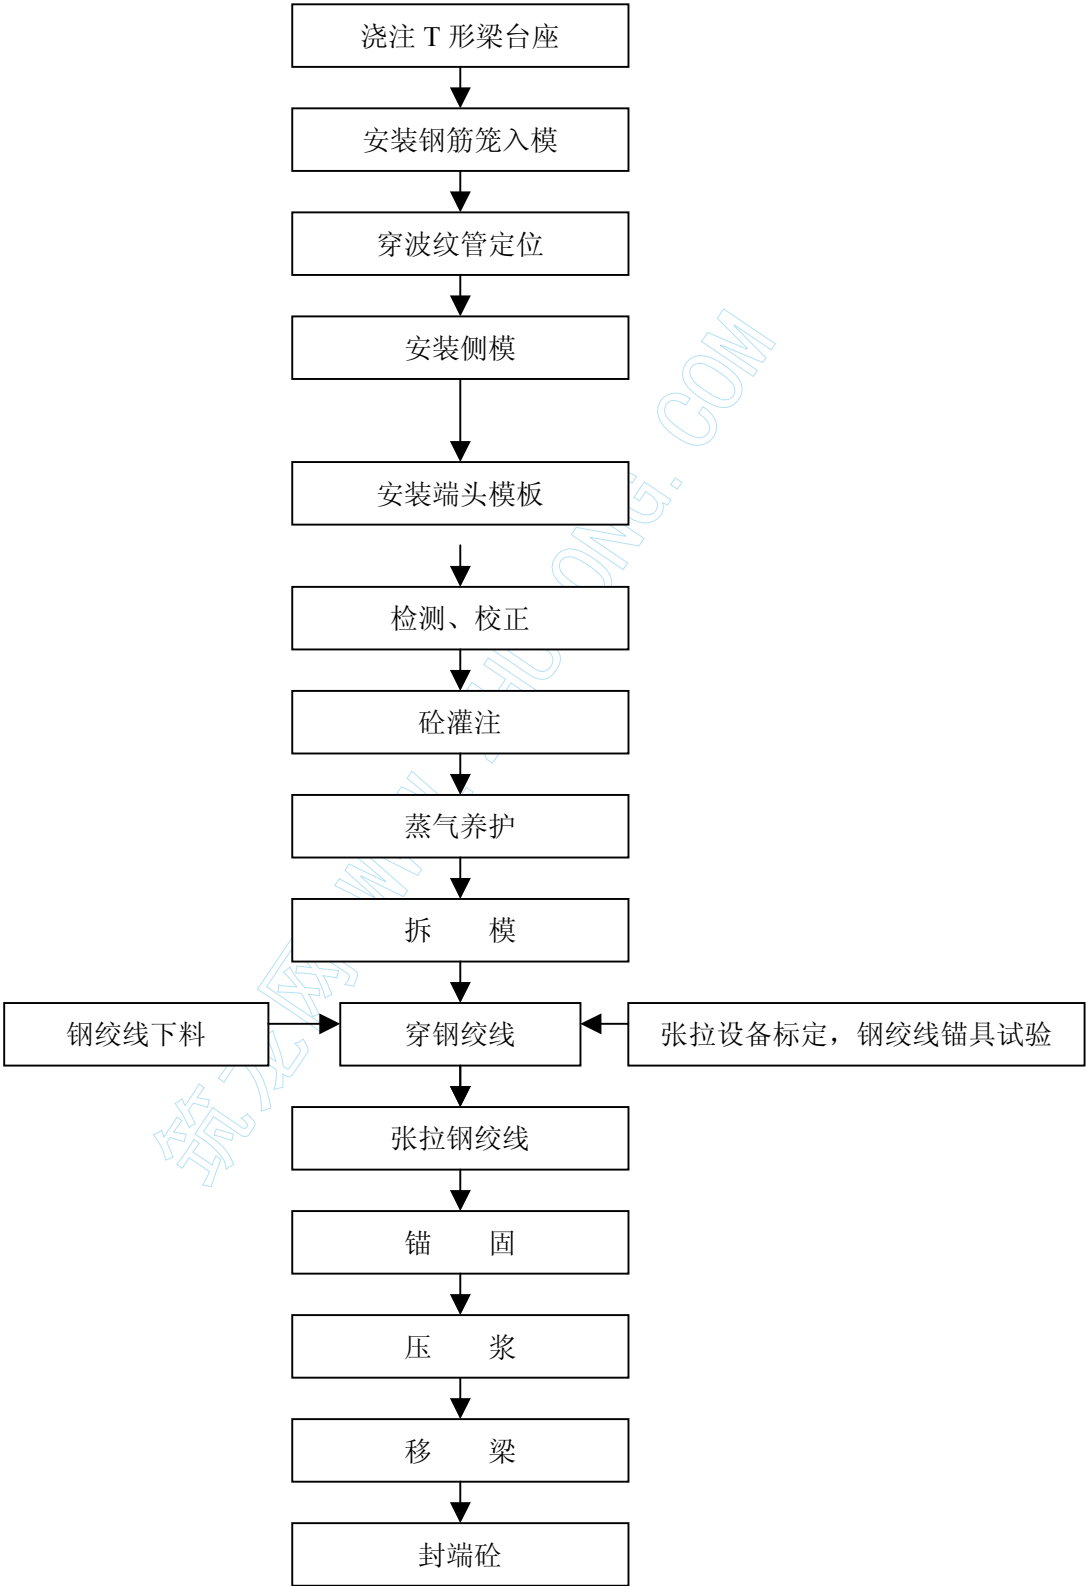 浇注 T 形梁台座
安装钢筋笼入模
穿波纹管定位
安装侧模
安装端头模板
检测、校正
砼灌注
蒸气养护
拆 模
钢绞线下料
穿钢绞线
张拉设备标定，钢绞线锚具试验
张拉钢绞线
锚 固
压 浆
移 梁
封端砼